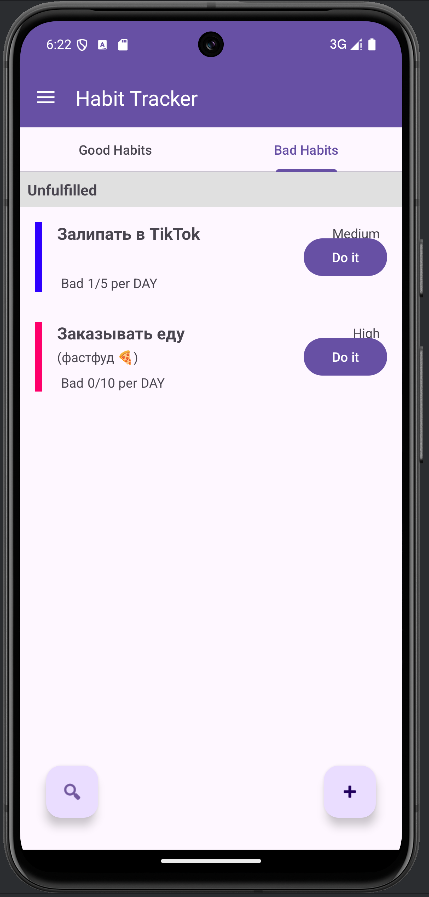 6:22
3G
Habit Tracker
Good Habits
Bad Habits
Unfulfilled
Залипать в TikTok
Medium
Do it
Bad 1/5 per DAY
Заказывать еду
High
(фастфуд 🍕)
Do it
Bad 0/10 per DAY